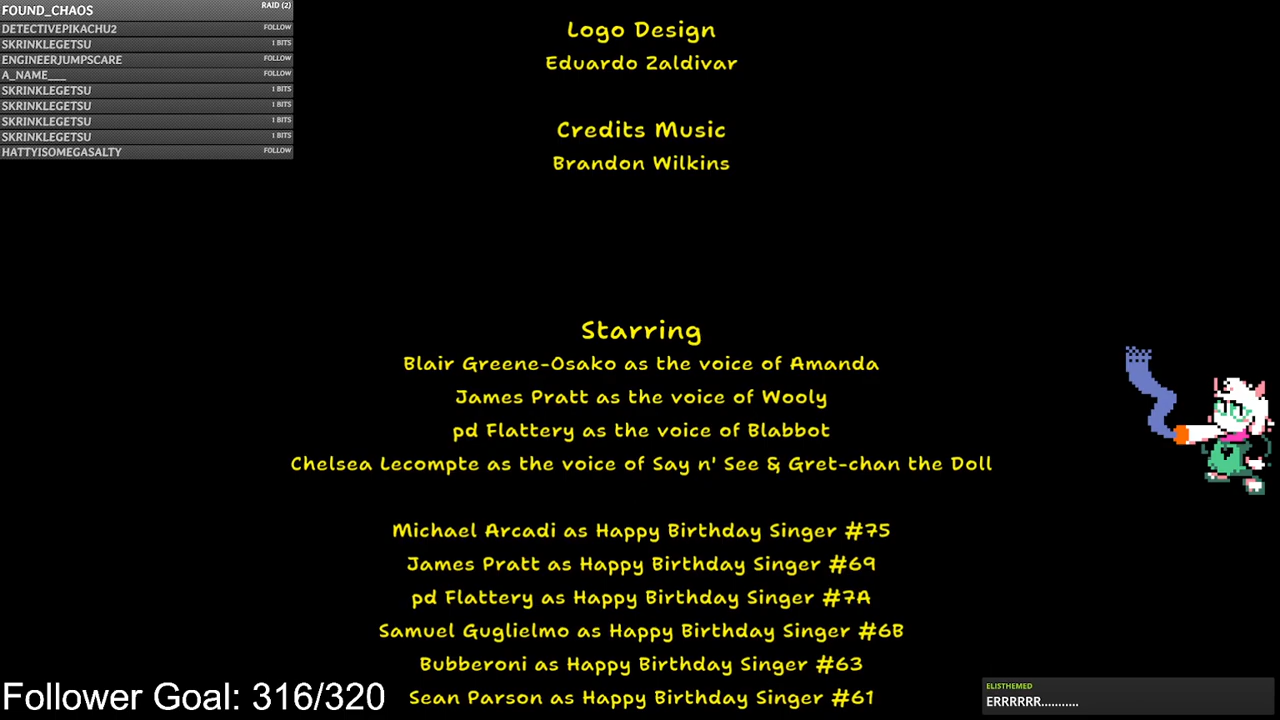 FOUND_CHAOS RAID (2)
DETECTIVEPIKACHU2 FOLLOW
SKRINKLEGETSU 1 BITS
ENGINEERJUMPSCARE FOLLOW
A_NAME___ FOLLOW
SKRINKLEGETSU 1 BITS
SKRINKLEGETSU 1 BITS
SKRINKLEGETSU 1 BITS
SKRINKLEGETSU 1 BITS
HATTYISOMEGASALTY FOLLOW
Logo Design
Eduardo Zaldivar
Credits Music
Brandon Wilkins
Starring
Blair Greene-Osako as the voice of Amanda
James Pratt as the voice of Wooly
pd Flattery as the voice of Blabbot
Chelsea Lecompte as the voice of Say n' See & Gret-chan the Doll
Michael Arcadi as Happy Birthday Singer #75
James Pratt as Happy Birthday Singer #69
pd Flattery as Happy Birthday Singer #7A
Samuel Guglielmo as Happy Birthday Singer #6B
Bubberoni as Happy Birthday Singer #63
Sean Parson as Happy Birthday Singer #61
Follower Goal: 316/320
ELISTHEMED
ERRRRRR...........